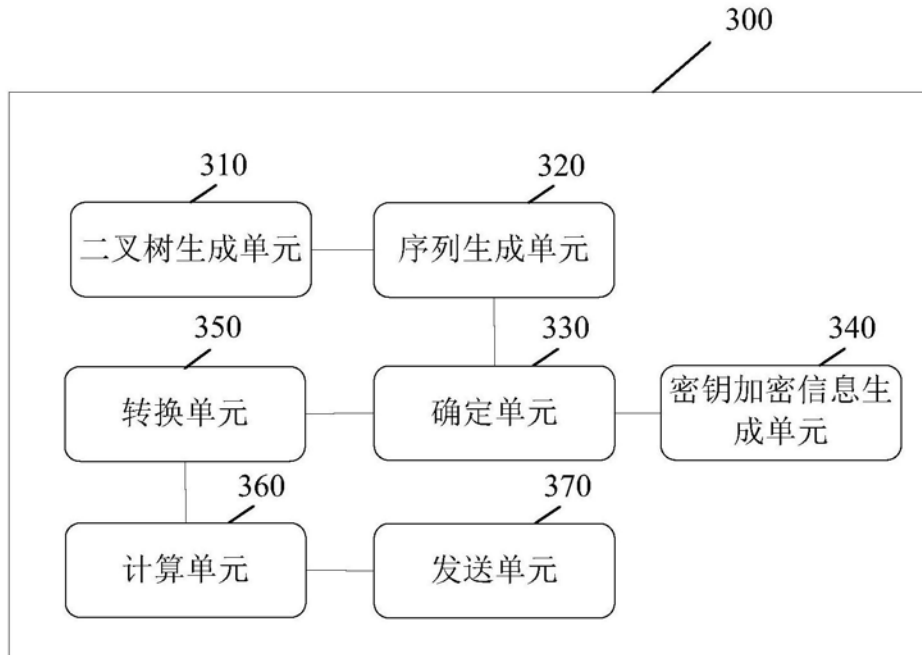 300
310
320
二叉树生成单元
序列生成单元
350
330
340
转换单元
确定单元
密钥加密信息生
成单元
360
370
计算单元
发送单元